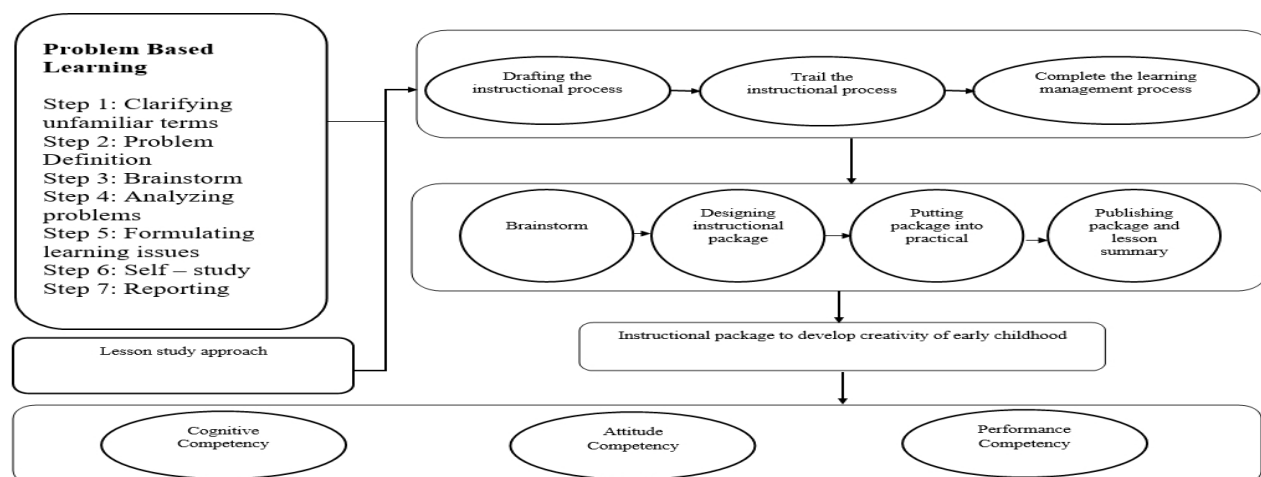 Problem Based
Learning
Step 1: Clarifying
unfamiliar terms
Step 2: Problem
Definition
Step 3: Brainstorm
Step 4: Analyzing
problems
Step 5: Formulating
learning issues
Step 6: Self – study
Step 7: Reporting
Lesson study approach
Drafting the
instructional process
Trail the
instructional process
Complete the learning
management process
Brainstorm
Designing
instructional
package
Putting
package into
practical
Publishing
package and
lesson
summary
Instructional package to develop creativity of early childhood
Cognitive
Competency
Attitude
Competency
Performance
Competency